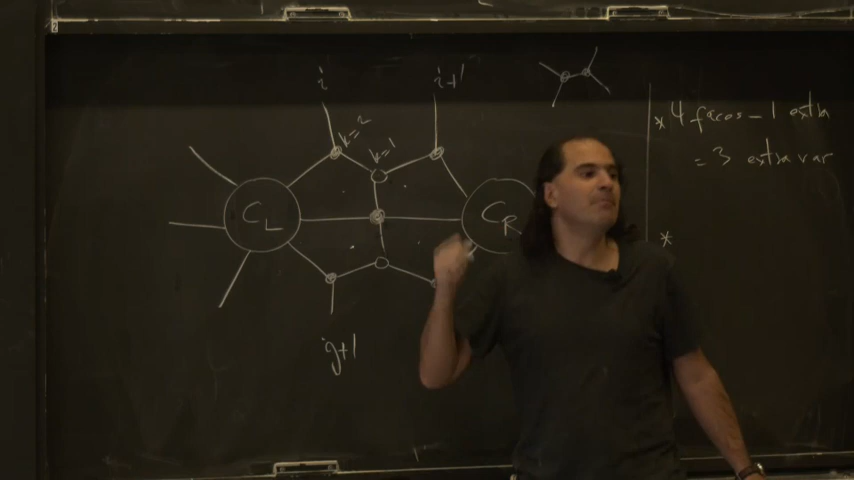 i
i+1
k=2
k=1
* 4 faces - 1 extra
= 3 extra var
C_L
C_R
*
j+1